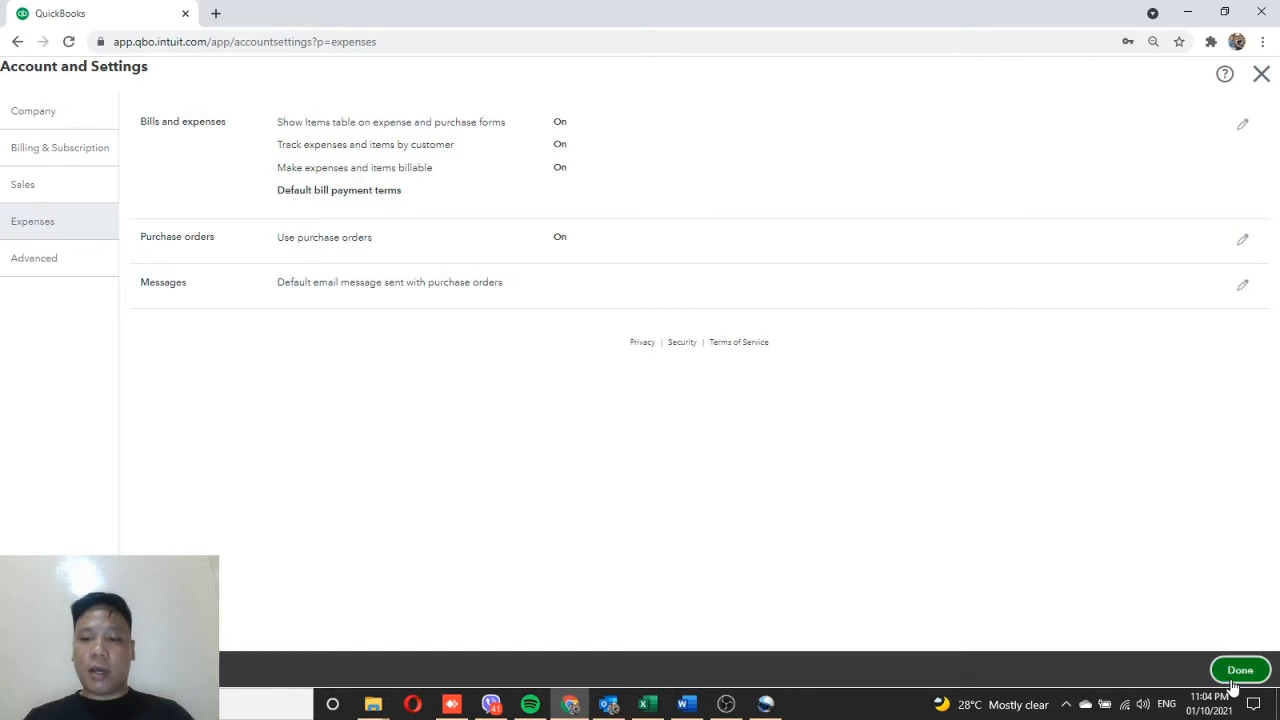 QuickBooks
app.qbo.intuit.com/app/accountsettings?p=expenses
Account and Settings
Company
Billing & Subscription
Sales
Expenses
Advanced
Bills and expenses
Show Items table on expense and purchase forms On
Track expenses and items by customer On
Make expenses and items billable On
Default bill payment terms
Purchase orders Use purchase orders On
Messages Default email message sent with purchase orders
Privacy | Security | Terms of Service
Done
41
28°C Mostly clear
ENG
11:04 PM
01/10/2021